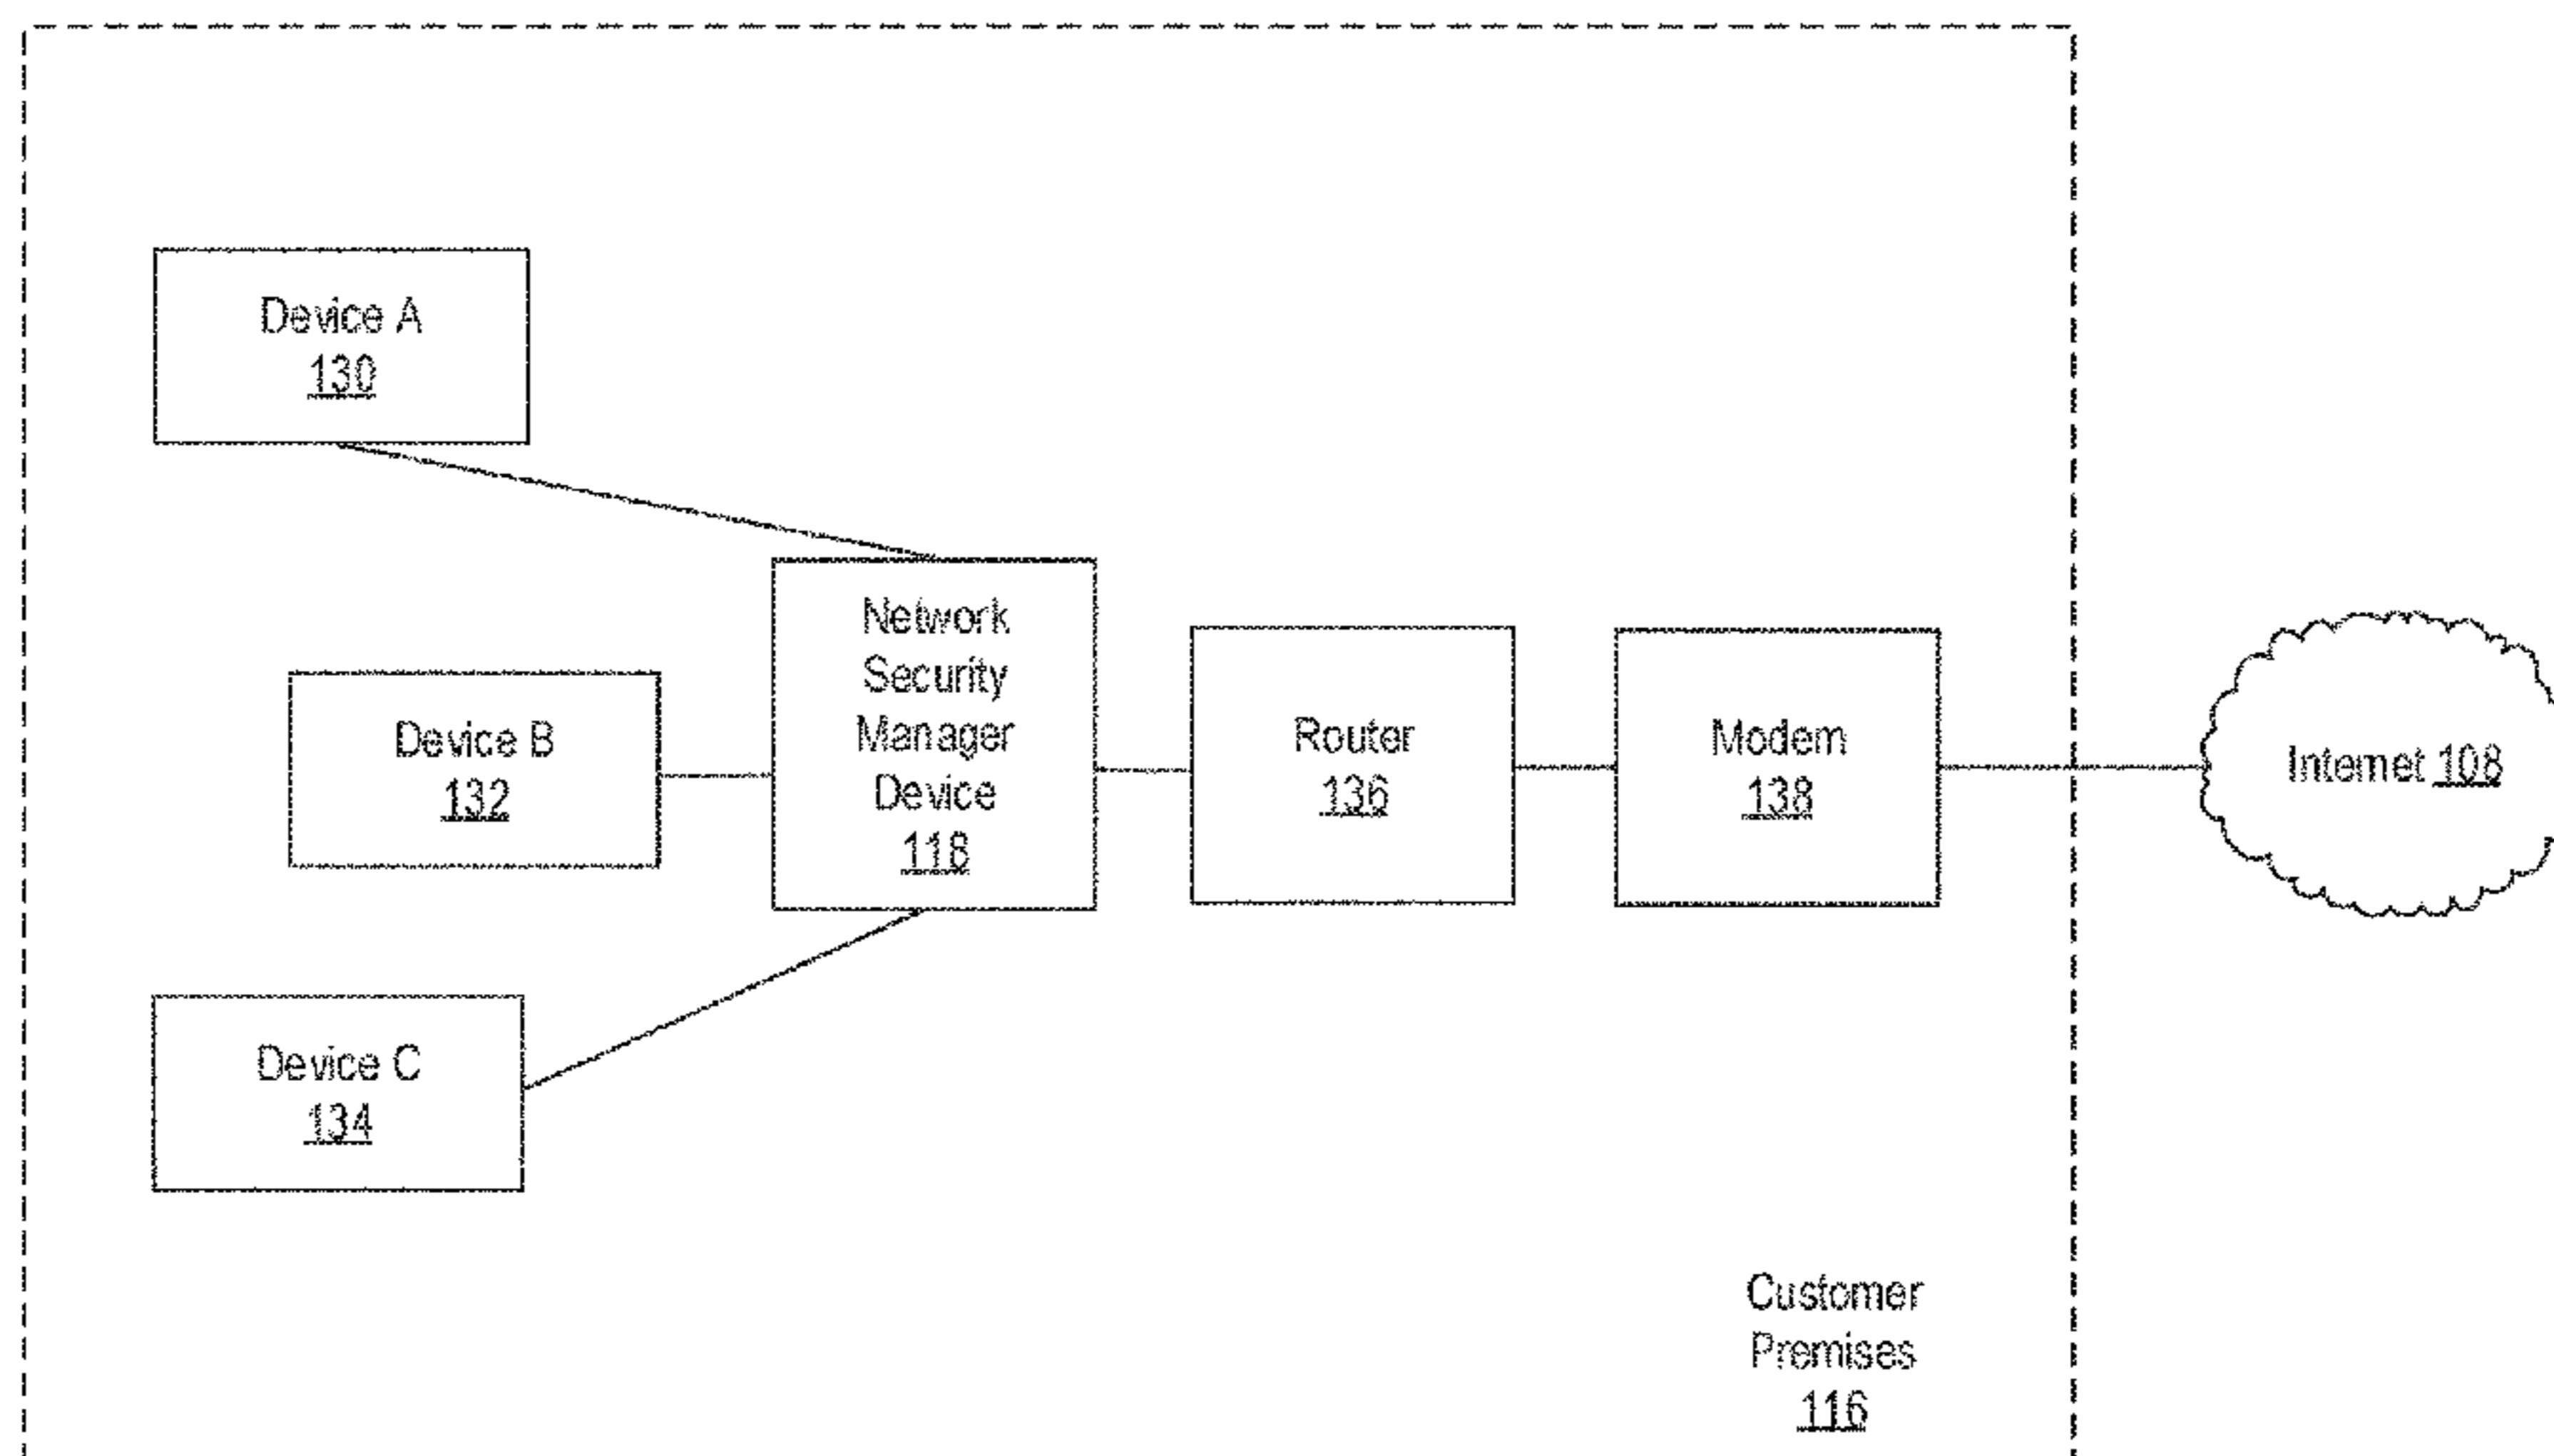 Device A
130
Network
Security
Manager
Device
118
Device B
132
Router
136
Modem
138
Internet 108
Device C
134
Customer
Premises
116